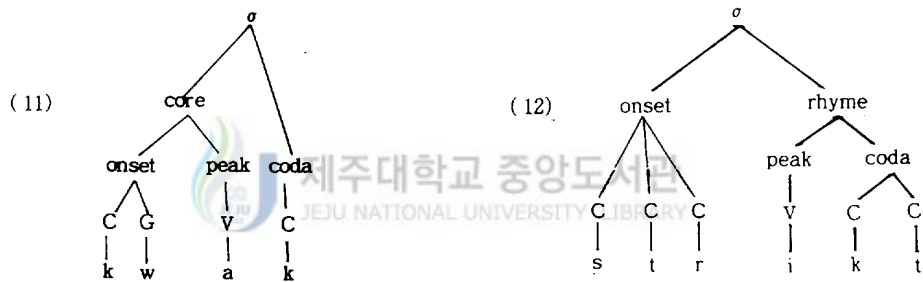 σ σ
core
(11) (12) onset rhyme
onset peak coda peak coda
제주대학교 중앙도서관
JEJU NATIONAL UNIVERSITY LIBRARY
C G V C C C C V C C
k w a k s t r i k t